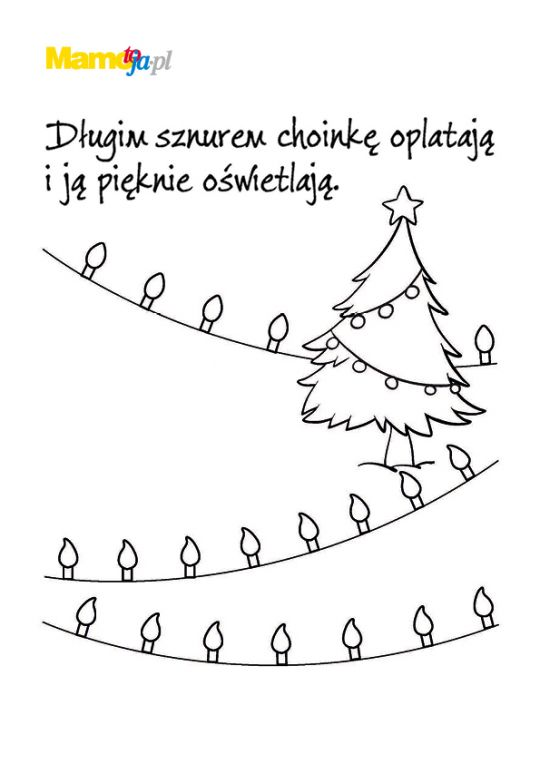 Mamotoja.pl
Długim sznurem choinkę oplatają
i ją pięknie oświetlają.